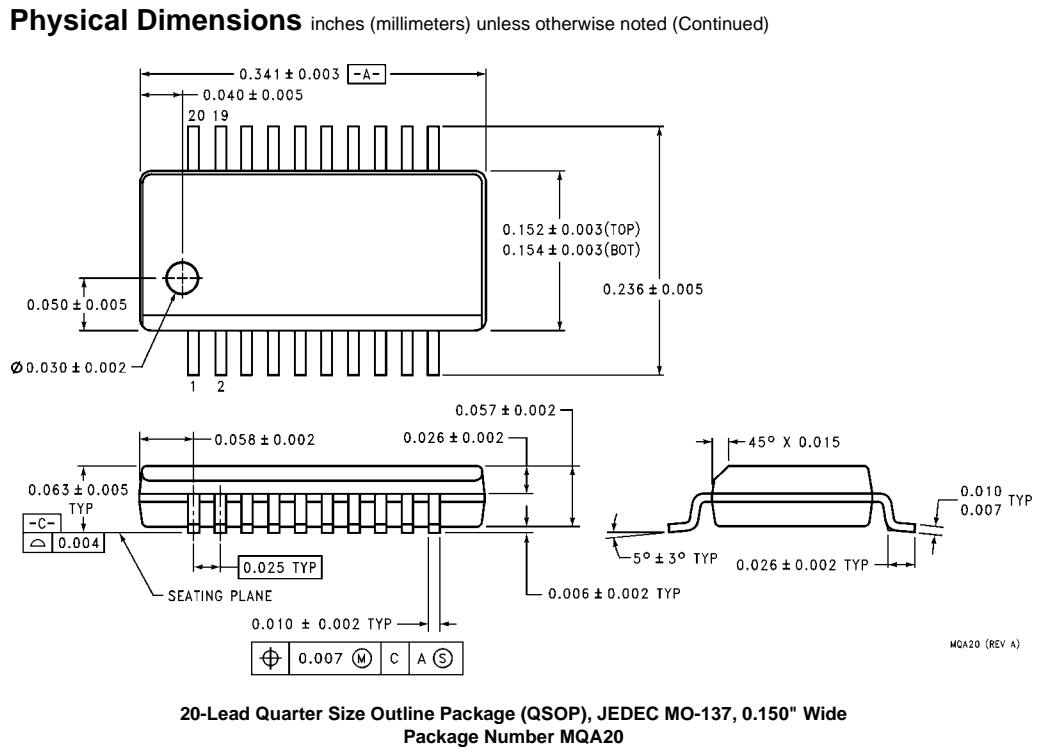 Physical Dimensions inches (millimeters) unless otherwise noted (Continued)
0.341 ± 0.003 -A-
0.040 ± 0.005
20 19
0.152 ± 0.003(TOP)
0.154 ± 0.003(BOT)
0.236 ± 0.005
0.050 ± 0.005
Ø 0.030 ± 0.002
1 2
0.057 ± 0.002
0.058 ± 0.002
0.026 ± 0.002
45° X 0.015
0.063 ± 0.005
TYP
-C-
⌓ 0.004
0.010
0.007 TYP
0.025 TYP
5° ± 3° TYP
0.026 ± 0.002 TYP
SEATING PLANE
0.006 ± 0.002 TYP
0.010 ± 0.002 TYP
⌖ 0.007 Ⓜ C A Ⓢ
MQA20 (REV A)
20-Lead Quarter Size Outline Package (QSOP), JEDEC MO-137, 0.150" Wide
Package Number MQA20